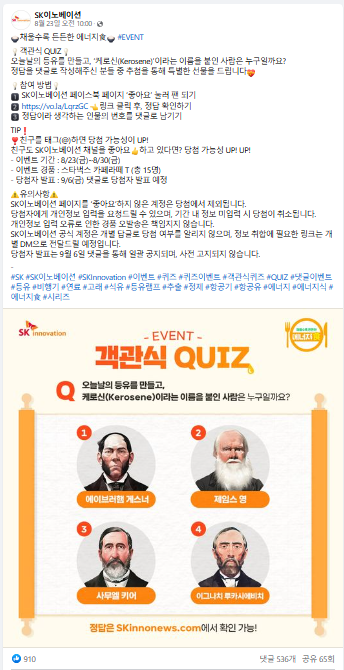 SK이노베이션
8월 23일 오전 10:00
채울수록 든든한 에너지食 #EVENT
객관식 QUIZ
오늘날의 등유를 만들고, '케로신(Kerosene)'이라는 이름을 붙인 사람은 누구일까요?
정답을 댓글로 작성해주신 분들 중 추첨을 통해 특별한 선물을 드립니다
참여 방법
1 SK이노베이션 페이스북 페이지 '좋아요' 눌러 팬 되기
2 https://vo.la/LqrzGC 링크 클릭 후, 정답 확인하기
3 정답이라 생각하는 인물의 번호를 댓글로 남기기
TIP!
친구를 태그(@)하면 당첨 가능성이 UP!
친구도 SK이노베이션 채널을 좋아요 하고 있다면? 당첨 가능성 UP! UP!
- 이벤트 기간 : 8/23(금)~8/30(금)
- 이벤트 경품 : 스타벅스 카페라떼 T (총 15명)
- 당첨자 발표 : 9/6(금) 댓글로 당첨자 발표 예정
유의사항
SK이노베이션 페이지를 '좋아요'하지 않은 계정은 당첨에서 제외됩니다.
당첨자에게 개인정보 입력을 요청드릴 수 있으며, 기간 내 정보 미입력 시 당첨이 취소됩니다.
개인정보 입력 오류로 인한 경품 오발송은 책임지지 않습니다.
SK이노베이션 공식 계정은 개별 답글로 당첨 여부를 알리지 않으며, 정보 취합에 필요한 링크는 개
별 DM으로 전달드릴 예정입니다.
당첨자 발표는 9월 6일 댓글을 통해 일괄 공지되며, 사전 고지되지 않습니다.
.
#SK #SK이노베이션 #SKInnovation #이벤트 #퀴즈 #퀴즈이벤트 #객관식퀴즈 #QUIZ #댓글이벤트
#등유 #비행기 #연료 #고래 #석유 #등유램프 #추출 #정제 #항공기 #항공유 #에너지 #에너지식 #
에너지食 #시리즈
SK innovation
에너지食
- EVENT -
객관식 QUIZ
Q 오늘날의 등유를 만들고,
케로신(Kerosene)이라는 이름을 붙인 사람은 누구일까요?
1
에이브러햄 게스너
2
제임스 영
3
사무엘 키어
4
이그나치 루카시에비치
정답은 SKinnonews.com에서 확인 가능!
910
댓글 536개 공유 65회